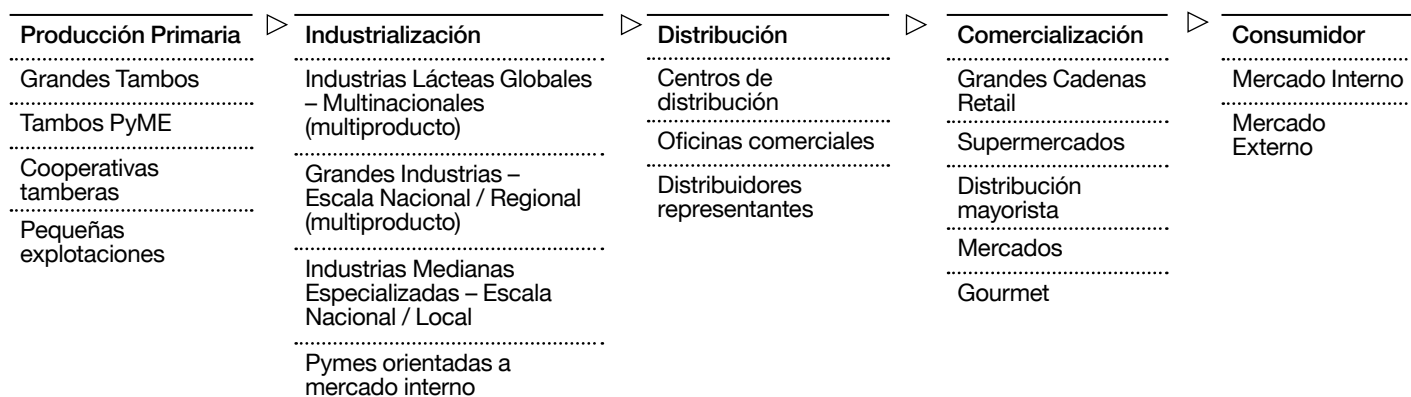 Producción Primaria
Grandes Tambos
Tambos PyME
Cooperativas
tamberas
Pequeñas
explotaciones
Industrialización
Industrias Lácteas Globales
– Multinacionales
(multiproducto)
Grandes Industrias –
Escala Nacional / Regional
(multiproducto)
Industrias Medianas
Especializadas – Escala
Nacional / Local
Pymes orientadas a
mercado interno
Distribución
Centros de
distribución
Oficinas comerciales
Distribuidores
representantes
Comercialización
Grandes Cadenas
Retail
Supermercados
Distribución
mayorista
Mercados
Gourmet
Consumidor
Mercado Interno
Mercado
Externo